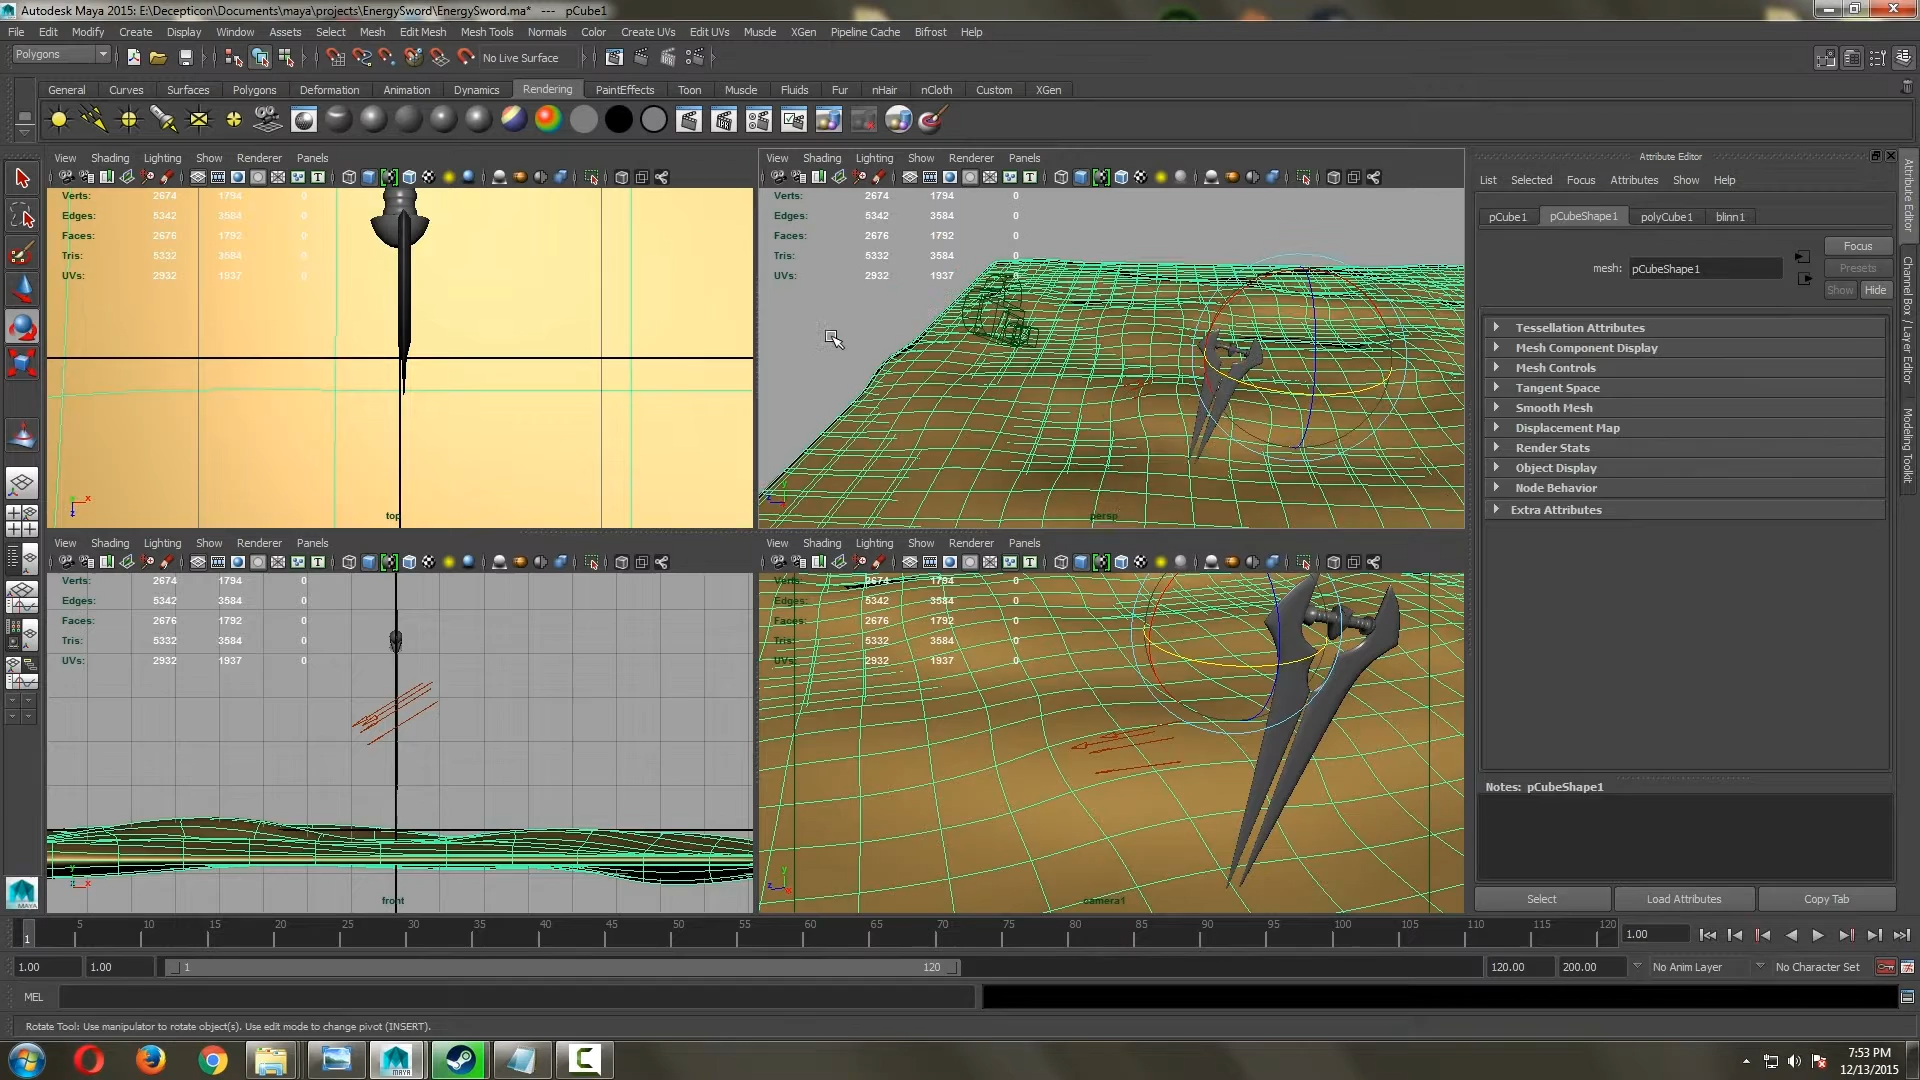 Autodesk Maya 2015: E:\Decepticon\Documents\maya\projects\EnergySword\EnergySword.ma*   ---   pCube1
File Edit Modify Create Display Window Assets Select Mesh Edit Mesh Mesh Tools Normals Color Create UVs Edit UVs Muscle XGen Pipeline Cache Bifrost Help
Polygons No Live Surface
General Curves Surfaces Polygons Deformation Animation Dynamics Rendering PaintEffects Toon Muscle Fluids Fur nHair nCloth Custom XGen
View Shading Lighting Show Renderer Panels
Verts: 2674 1794 0
Edges: 5342 3584 0
Faces: 2676 1792 0
Tris: 5332 3584 0
UVs: 2932 1937 0
x
z
top
View Shading Lighting Show Renderer Panels
Verts: 2674 1794 0
Edges: 5342 3584 0
Faces: 2676 1792 0
Tris: 5332 3584 0
UVs: 2932 1937 0
persp
View Shading Lighting Show Renderer Panels
Verts: 2674 1794 0
Edges: 5342 3584 0
Faces: 2676 1792 0
Tris: 5332 3584 0
UVs: 2932 1937 0
x
front
View Shading Lighting Show Renderer Panels
Verts: 2674 1794 0
Edges: 5342 3584 0
Faces: 2676 1792 0
Tris: 5332 3584 0
UVs: 2932 1937 0
y
z
x
camera1
Attribute Editor
List Selected Focus Attributes Show Help
pCube1 pCubeShape1 polyCube1 blinn1
Focus
mesh: pCubeShape1
Presets
Show Hide
Tessellation Attributes
Mesh Component Display
Mesh Controls
Tangent Space
Smooth Mesh
Displacement Map
Render Stats
Object Display
Node Behavior
Extra Attributes
Notes: pCubeShape1
Select Load Attributes Copy Tab
Attribute Editor
Channel Box / Layer Editor
Modeling Toolkit
MAYA
1 5 10 15 20 25 30 35 40 45 50 55 60 65 70 75 80 85 90 95 100 105 110 115 120
1.00
1.00 1.00 1 120 120.00 200.00 No Anim Layer No Character Set
MEL
Rotate Tool: Use manipulator to rotate object(s). Use edit mode to change pivot (INSERT).
MAYA
7:53 PM
12/13/2015